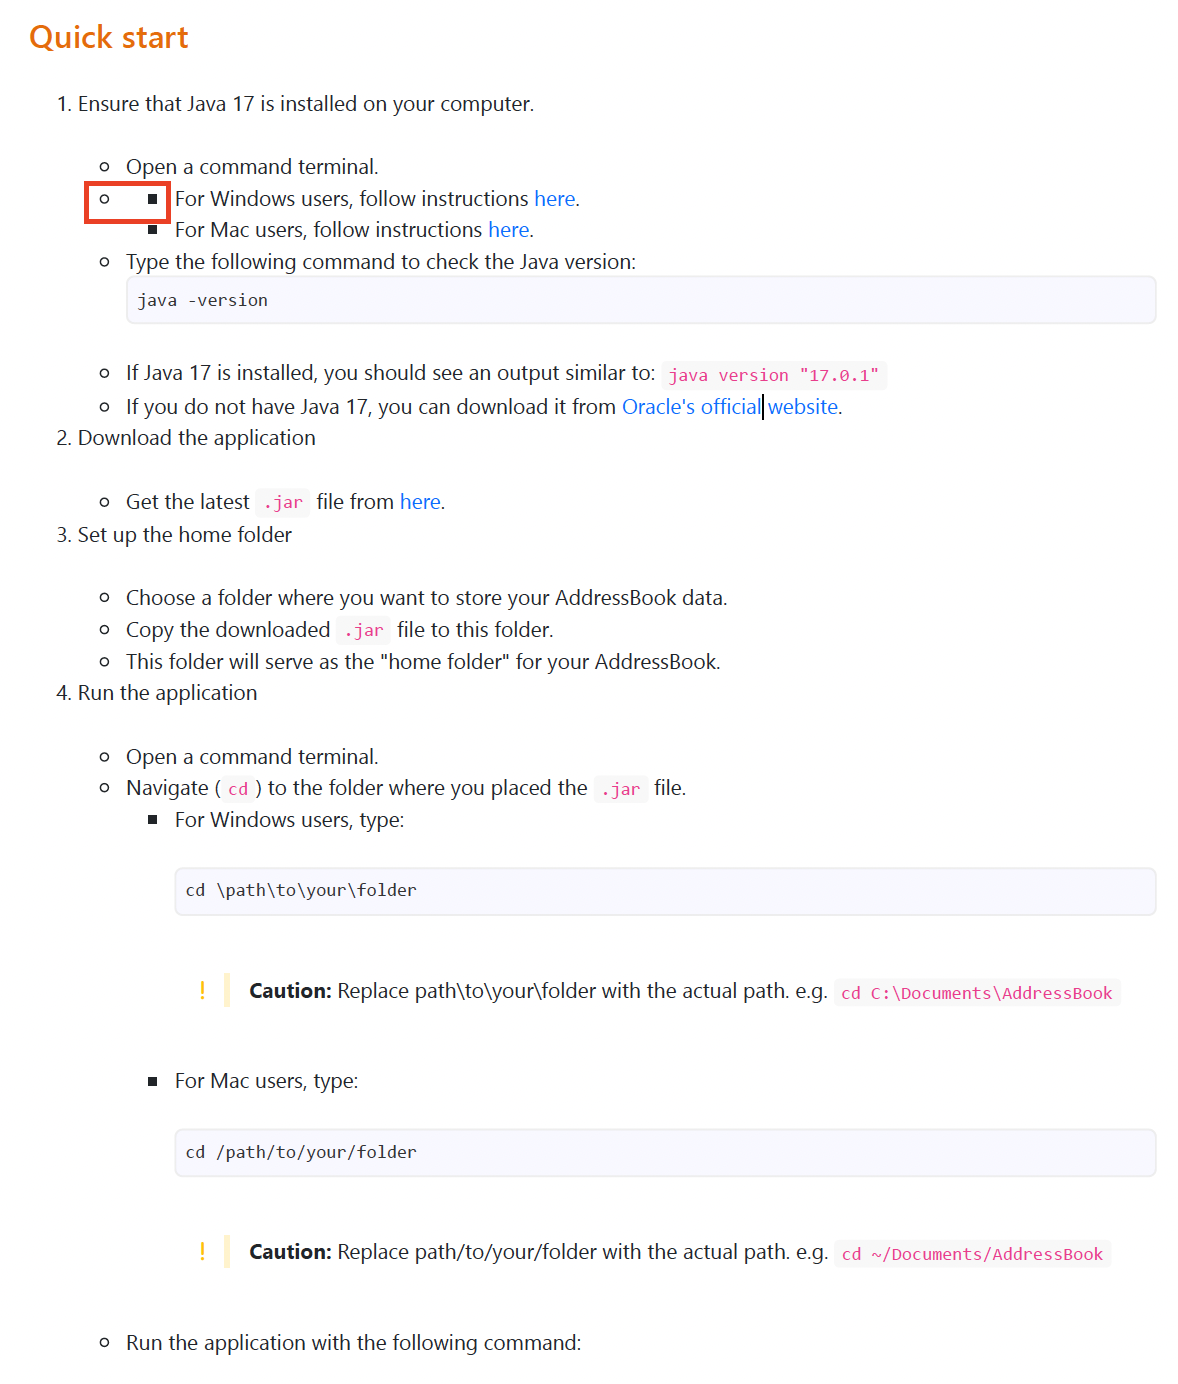 Quick start
1. Ensure that Java 17 is installed on your computer.
Open a command terminal.
For Windows users, follow instructions here.
For Mac users, follow instructions here.
Type the following command to check the Java version:
java -version
If Java 17 is installed, you should see an output similar to: java version "17.0.1"
If you do not have Java 17, you can download it from Oracle's official website.
2. Download the application
Get the latest .jar file from here.
3. Set up the home folder
Choose a folder where you want to store your AddressBook data.
Copy the downloaded .jar file to this folder.
This folder will serve as the "home folder" for your AddressBook.
4. Run the application
Open a command terminal.
Navigate ( cd ) to the folder where you placed the .jar file.
For Windows users, type:
cd \path\to\your\folder
! Caution: Replace path\to\your\folder with the actual path. e.g. cd C:\Documents\AddressBook
For Mac users, type:
cd /path/to/your/folder
! Caution: Replace path/to/your/folder with the actual path. e.g. cd ~/Documents/AddressBook
Run the application with the following command: